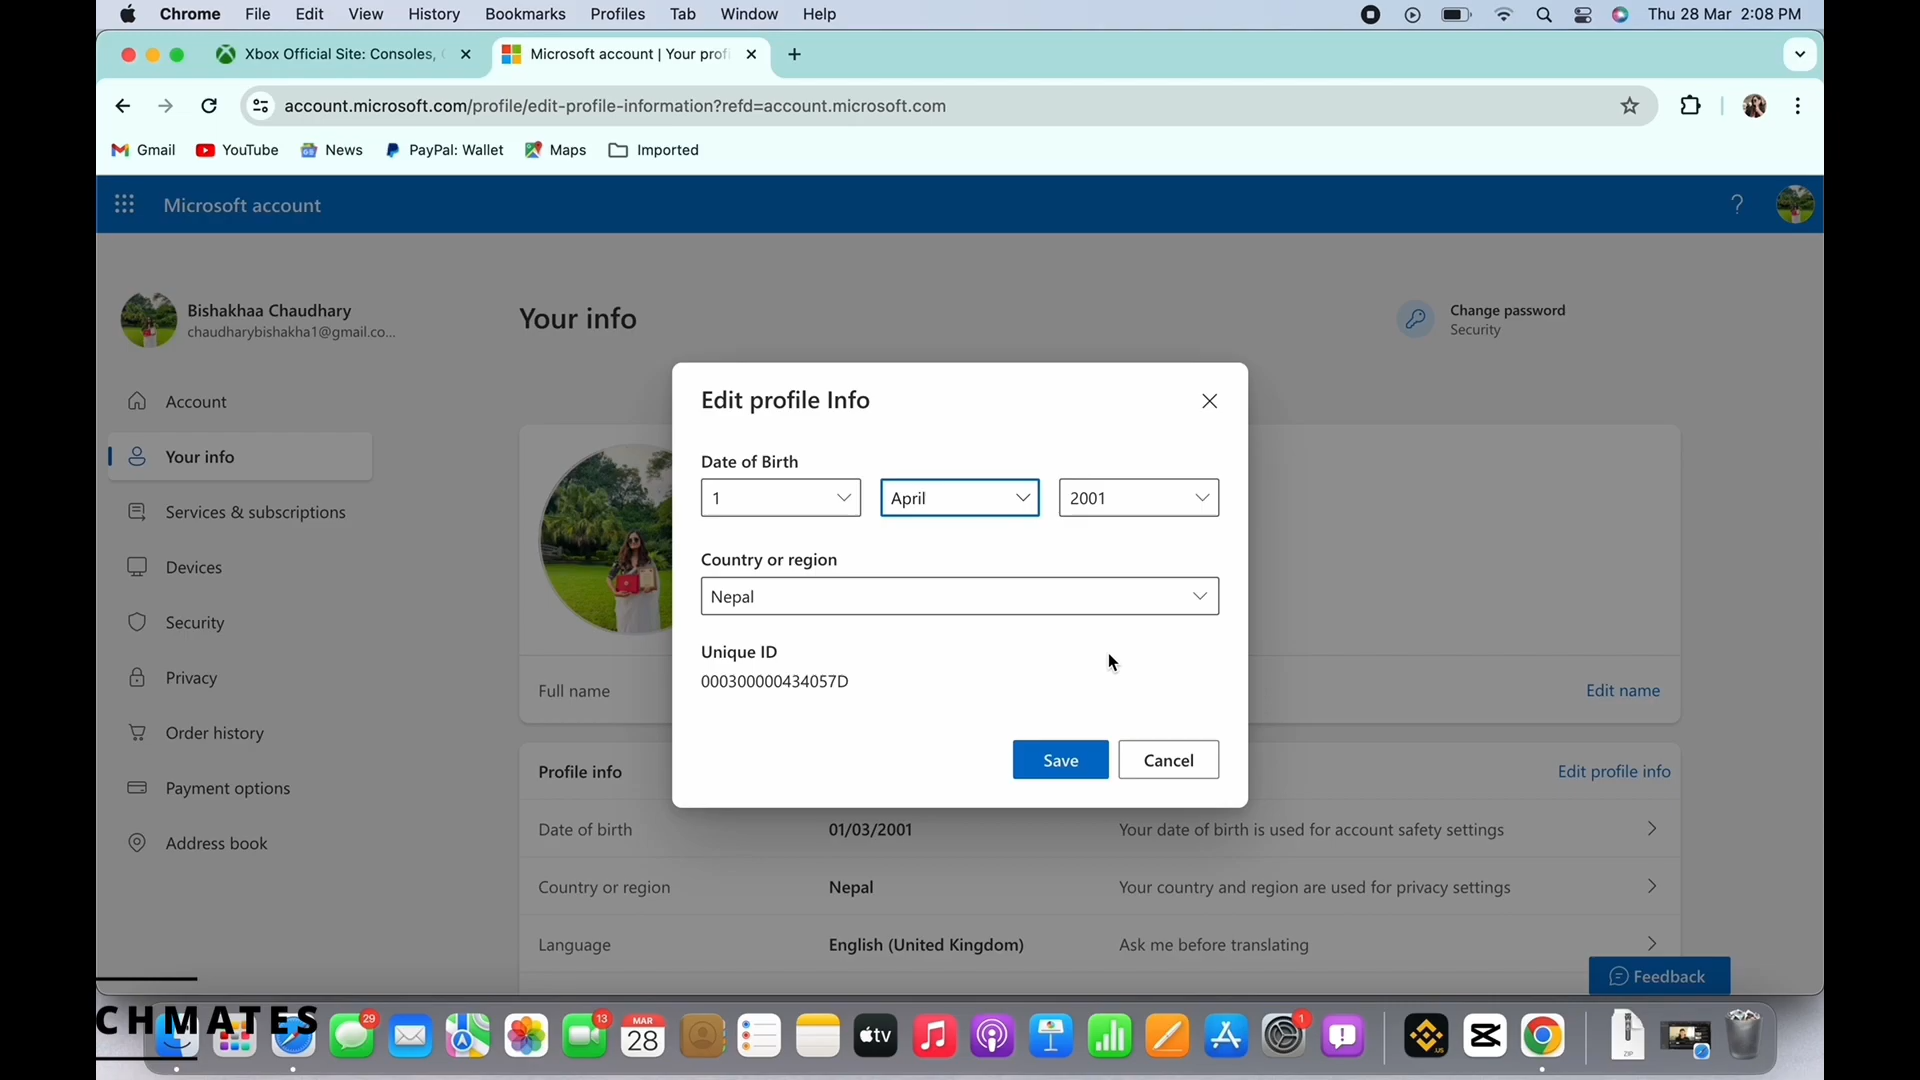 Chrome File Edit View History Bookmarks Profiles Tab Window Help Thu 28 Mar 2:08 PM
Xbox Official Site: Consoles, Microsoft account | Your prof
account.microsoft.com/profile/edit-profile-information?refd=account.microsoft.com
Gmail YouTube News PayPal: Wallet Maps Imported
Microsoft account ?
Bishakhaa Chaudhary
chaudharybishakha1@gmail.co...
Your info
Change password
Security
Account
Your info
Services & subscriptions
Devices
Security
Privacy
Order history
Payment options
Address book
Edit profile Info
Date of Birth
1 April 2001
Country or region
Nepal
Unique ID
000300000434057D
Save Cancel
Full name Edit name
Profile info Edit profile info
Date of birth 01/03/2001 Your date of birth is used for account safety settings
Country or region Nepal Your country and region are used for privacy settings
Language English (United Kingdom) Ask me before translating
Feedback
CHMATES
29 13 MAR 28 tv 1 ZIP